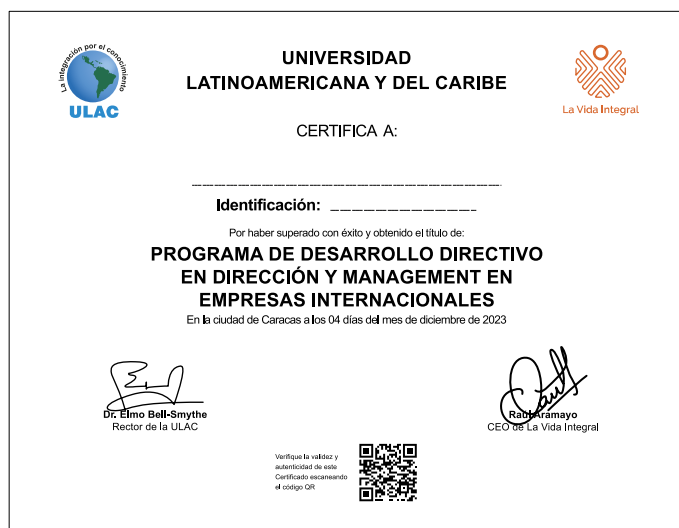 La integración por el conocimiento
ULAC
UNIVERSIDAD
LATINOAMERICANA Y DEL CARIBE
La Vida Integral
CERTIFICA A:
Identificación:
Por haber superado con éxito y obtenido el título de:
PROGRAMA DE DESARROLLO DIRECTIVO
EN DIRECCIÓN Y MANAGEMENT EN
EMPRESAS INTERNACIONALES
En la ciudad de Caracas a los 04 días del mes de diciembre de 2023
Dr. Elmo Bell-Smythe
Rector de la ULAC
Raúl Aramayo
CEO de La Vida Integral
Verifique la validez y
autenticidad de este
Certificado escaneando
el código QR